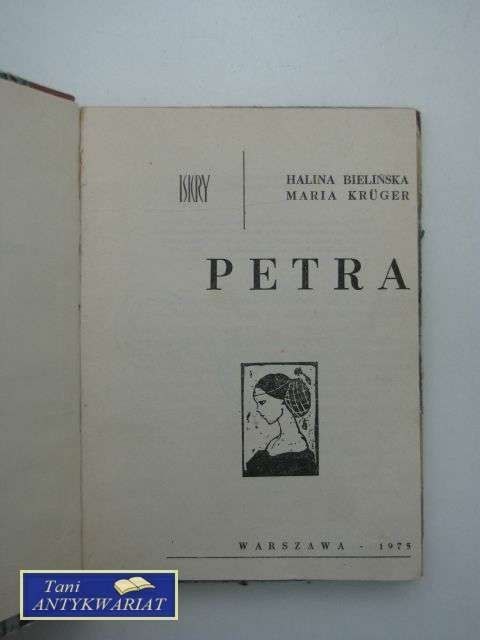 ISKRY
HALINA BIELIŃSKA
MARIA KRÜGER
PETRA
WARSZAWA - 1975
Tani
ANTYKWARIAT